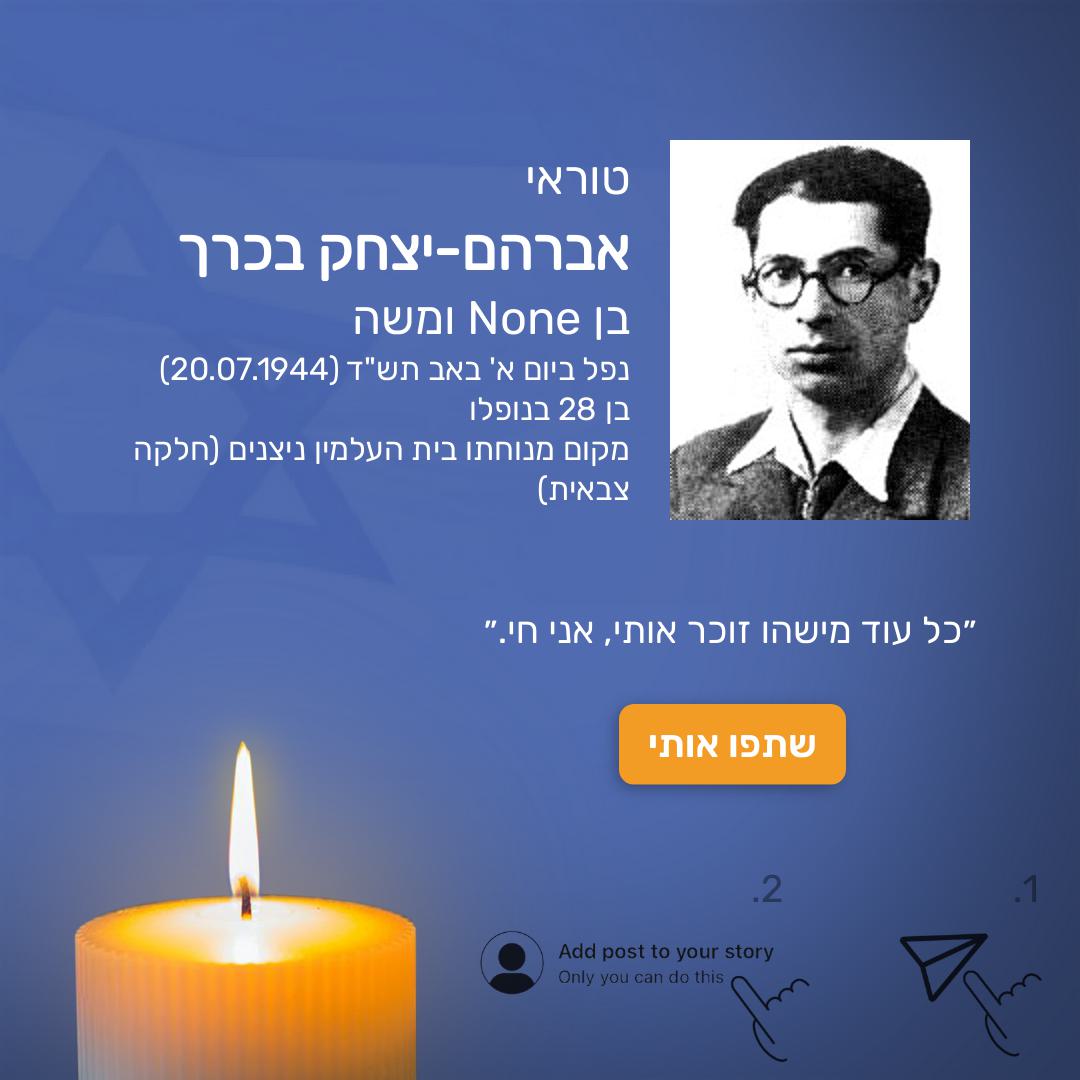 טוראי
אברהם-יצחק בכרך
בן None ומשה
נפל ביום א' באב תש"ד (20.07.1944)
בן 28 בנופלו
מקום מנוחתו בית העלמין ניצנים (חלקה
צבאית)
״כל עוד מישהו זוכר אותי, אני חי.״
שתפו אותי
.1
.2
Add post to your story
Only you can do this